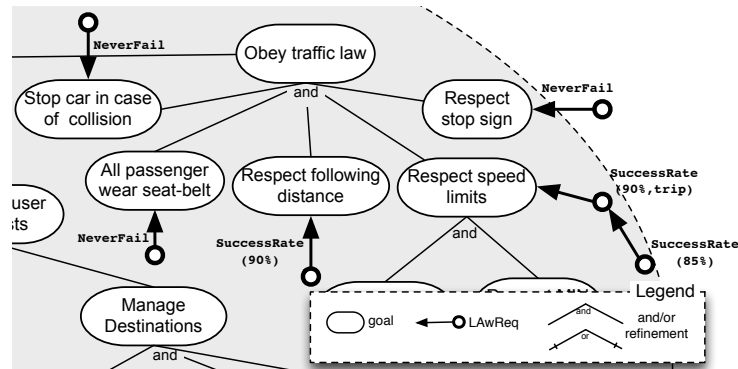 NeverFail
Obey traffic law
Stop car in case
of collision
and
Respect
stop sign
NeverFail
All passenger
wear seat-belt
Respect following
distance
Respect speed
limits
SuccessRate
(90%,trip)
user
sts
NeverFail
SuccessRate
(90%)
and
SuccessRate
(85%)
Manage
Destinations
and
Legend
goal
LAwReq
and
or
and/or
refinement